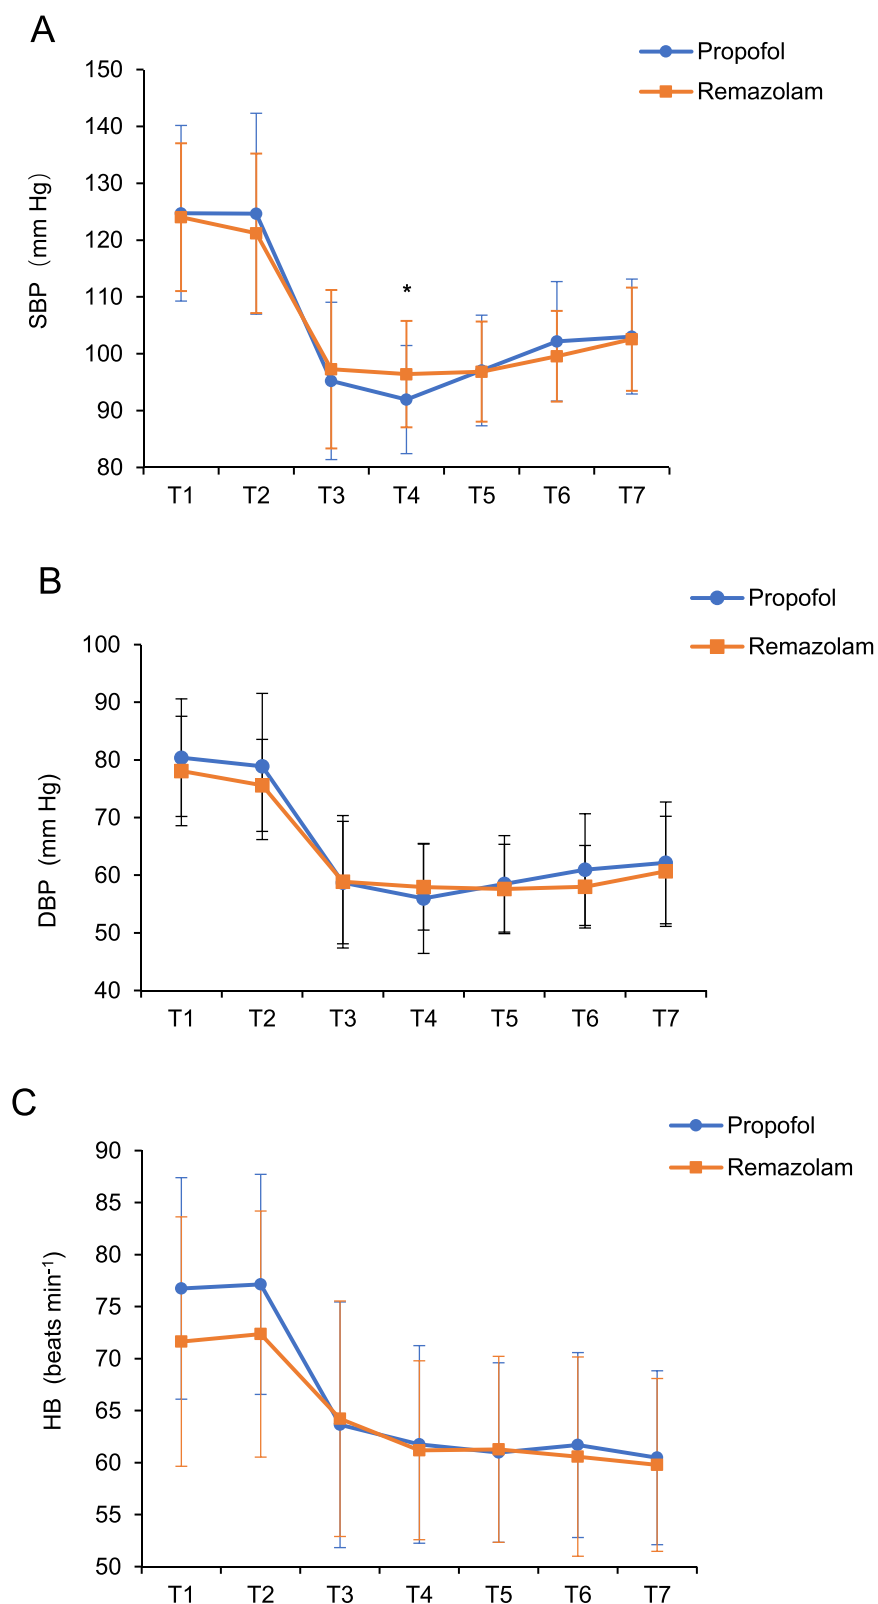 A
Propofol
Remazolam
SBP（mm Hg）
150
140
130
120
110
100
90
80
*
T1 T2 T3 T4 T5 T6 T7
B
Propofol
Remazolam
DBP (mm Hg)
100
90
80
70
60
50
40
T1 T2 T3 T4 T5 T6 T7
C
Propofol
Remazolam
HB (beats min⁻¹)
90
85
80
75
70
65
60
55
50
T1 T2 T3 T4 T5 T6 T7